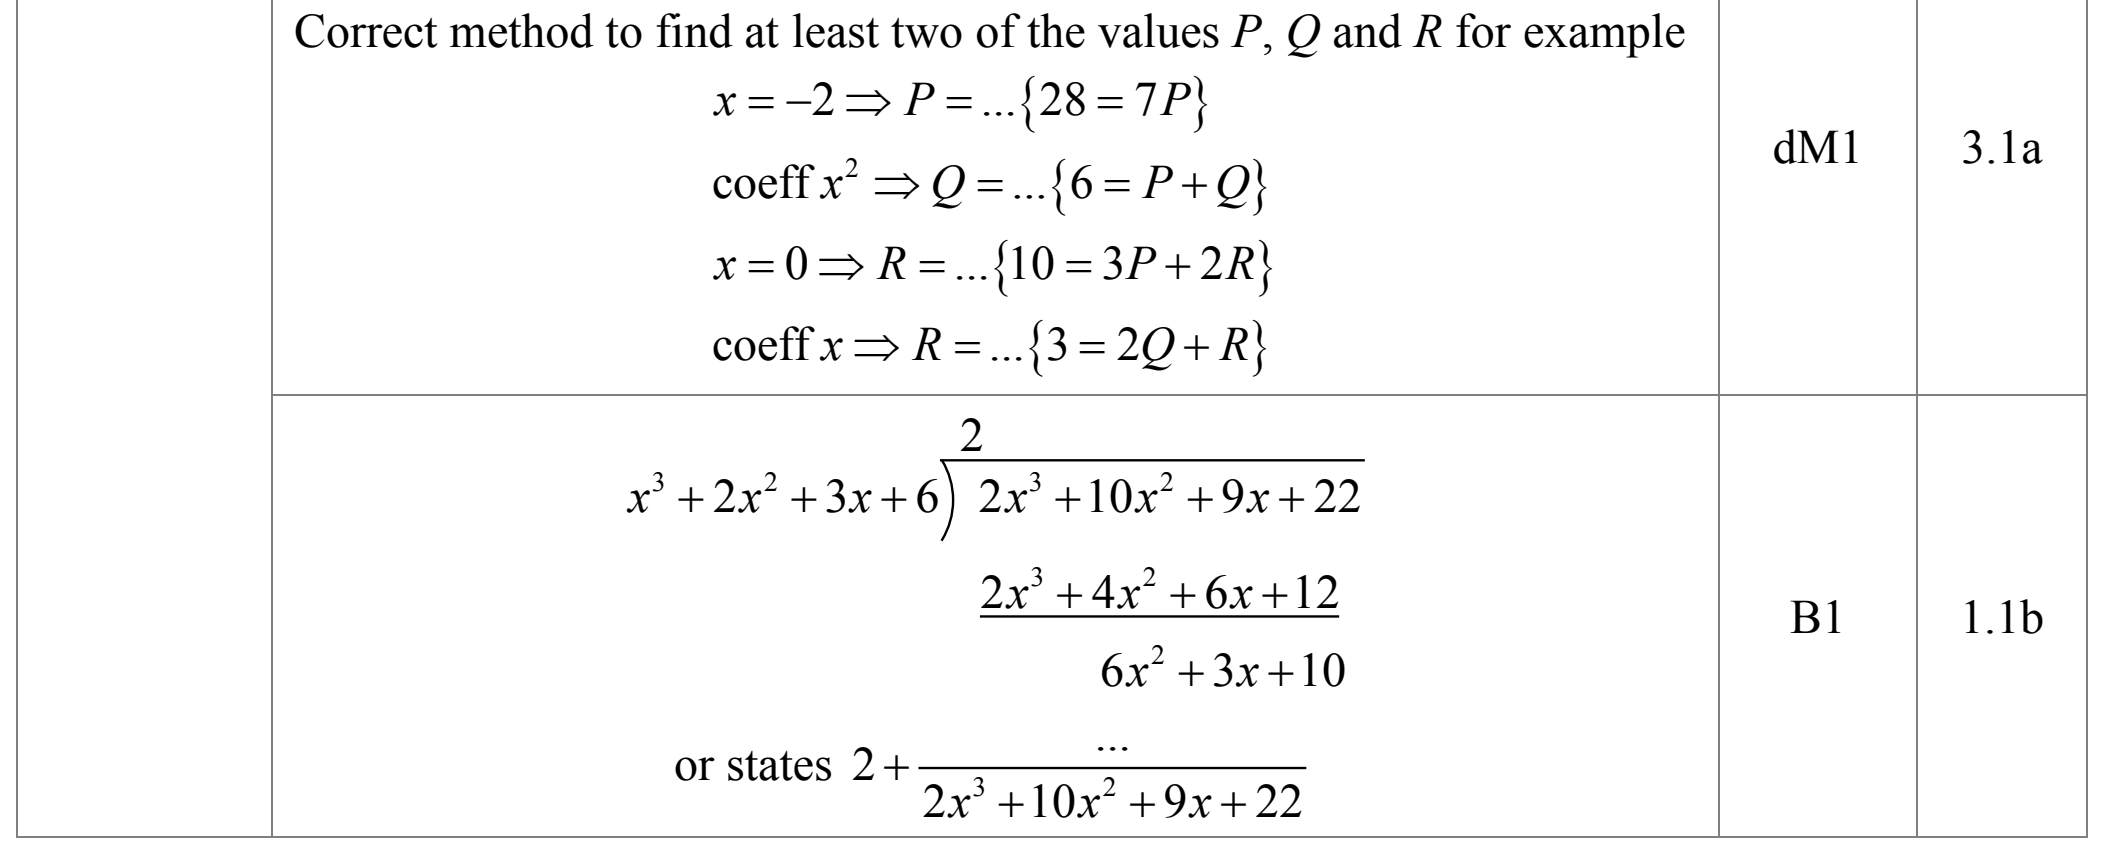 Correct method to find at least two of the values P, Q and R for example
x = −2 ⇒ P = ...{28 = 7P}
coeff x² ⇒ Q = ...{6 = P + Q}
x = 0 ⇒ R = ...{10 = 3P + 2R}
coeff x ⇒ R = ...{3 = 2Q + R}
dM1
3.1a
2
x³ + 2x² + 3x + 6) 2x³ + 10x² + 9x + 22
2x³ + 4x² + 6x + 12
6x² + 3x + 10
or states 2 + ... / 2x³ + 10x² + 9x + 22
B1
1.1b